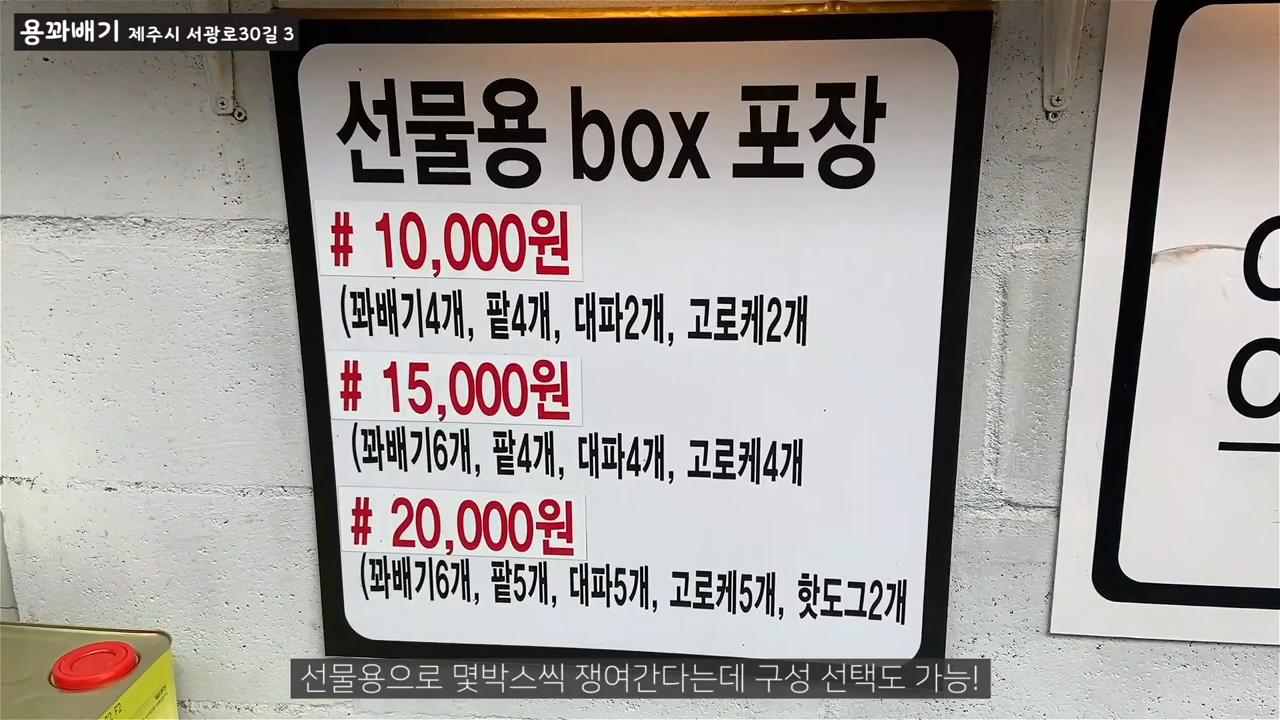 용꽈배기 제주시 서광로30길 3
선물용 box 포장
# 10,000원
(꽈배기4개, 팥4개, 대파2개, 고로케2개
# 15,000원
(꽈배기6개, 팥4개, 대파4개, 고로케4개
# 20,000원
(꽈배기6개, 팥5개, 대파5개, 고로케5개, 핫도그2개
선물용으로 몇박스씩 쟁여간다는데 구성 선택도 가능!